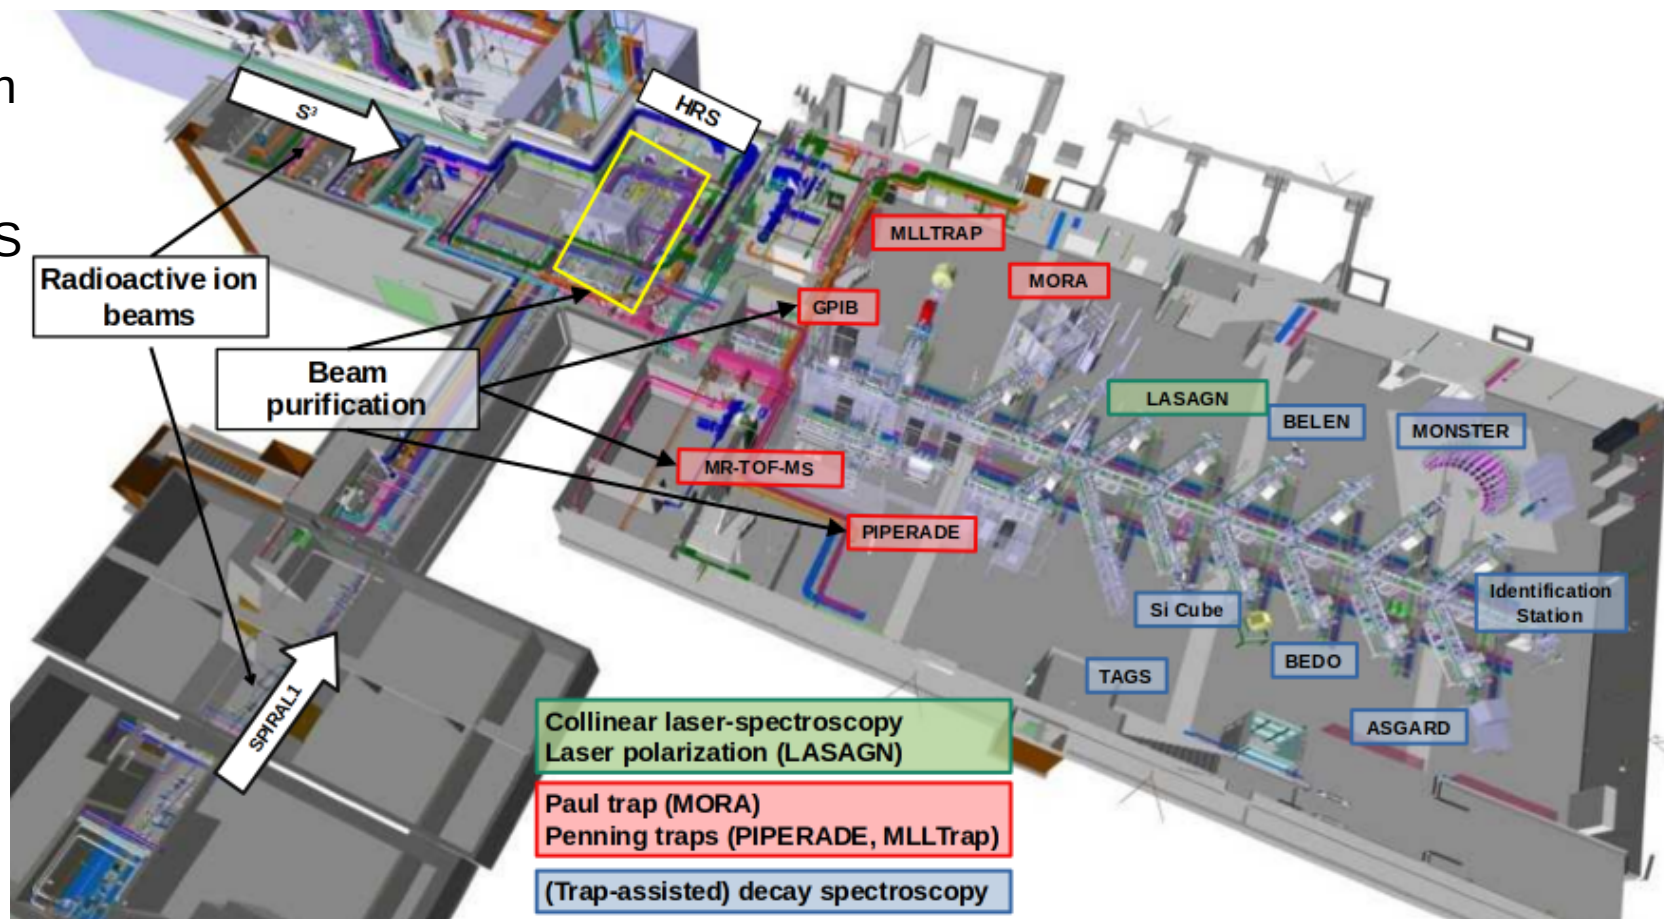 n
S³
HRS
S
Radioactive ion
beams
MLLTRAP
MORA
GPIB
Beam
purification
LASAGN
BELEN
MONSTER
MR-TOF-MS
PIPERADE
Si Cube
Identification
Station
BEDO
TAGS
SPIRAL1
ASGARD
Collinear laser-spectroscopy
Laser polarization (LASAGN)
Paul trap (MORA)
Penning traps (PIPERADE, MLLTrap)
(Trap-assisted) decay spectroscopy